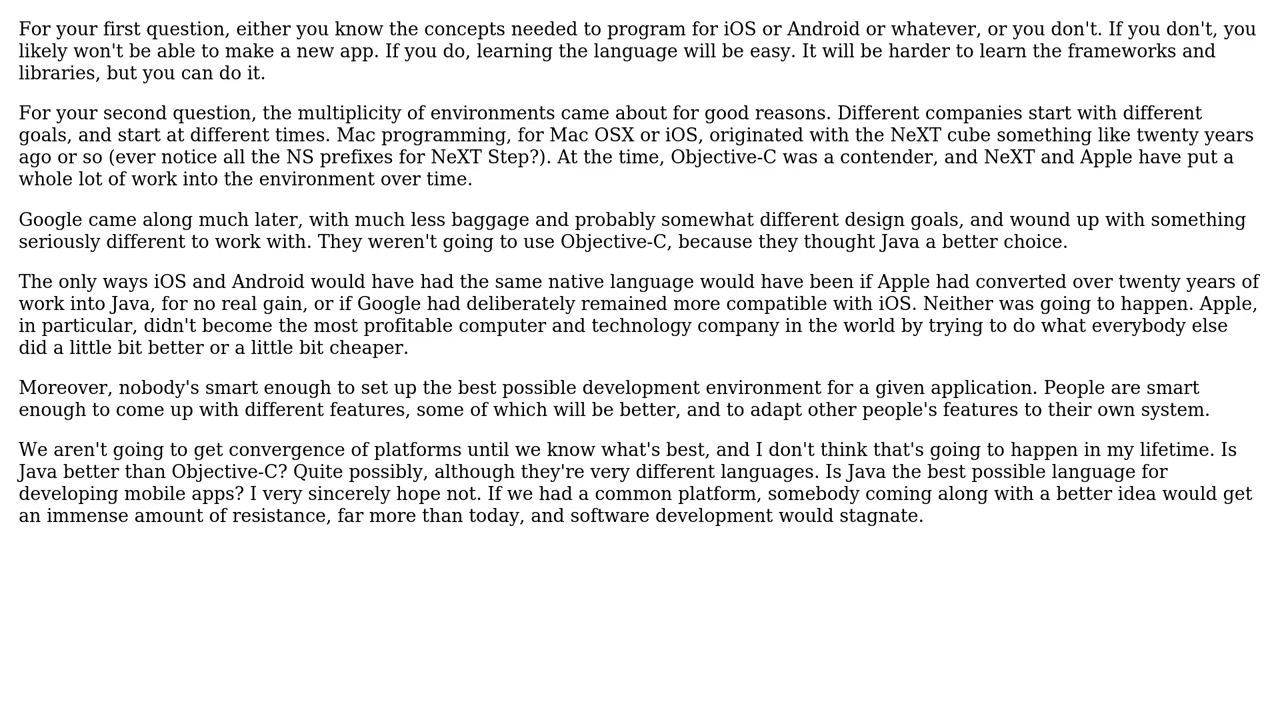 For your first question, either you know the concepts needed to program for iOS or Android or whatever, or you don't. If you don't, you
likely won't be able to make a new app. If you do, learning the language will be easy. It will be harder to learn the frameworks and
libraries, but you can do it.
For your second question, the multiplicity of environments came about for good reasons. Different companies start with different
goals, and start at different times. Mac programming, for Mac OSX or iOS, originated with the NeXT cube something like twenty years
ago or so (ever notice all the NS prefixes for NeXT Step?). At the time, Objective-C was a contender, and NeXT and Apple have put a
whole lot of work into the environment over time.
Google came along much later, with much less baggage and probably somewhat different design goals, and wound up with something
seriously different to work with. They weren't going to use Objective-C, because they thought Java a better choice.
The only ways iOS and Android would have had the same native language would have been if Apple had converted over twenty years of
work into Java, for no real gain, or if Google had deliberately remained more compatible with iOS. Neither was going to happen. Apple,
in particular, didn't become the most profitable computer and technology company in the world by trying to do what everybody else
did a little bit better or a little bit cheaper.
Moreover, nobody's smart enough to set up the best possible development environment for a given application. People are smart
enough to come up with different features, some of which will be better, and to adapt other people's features to their own system.
We aren't going to get convergence of platforms until we know what's best, and I don't think that's going to happen in my lifetime. Is
Java better than Objective-C? Quite possibly, although they're very different languages. Is Java the best possible language for
developing mobile apps? I very sincerely hope not. If we had a common platform, somebody coming along with a better idea would get
an immense amount of resistance, far more than today, and software development would stagnate.